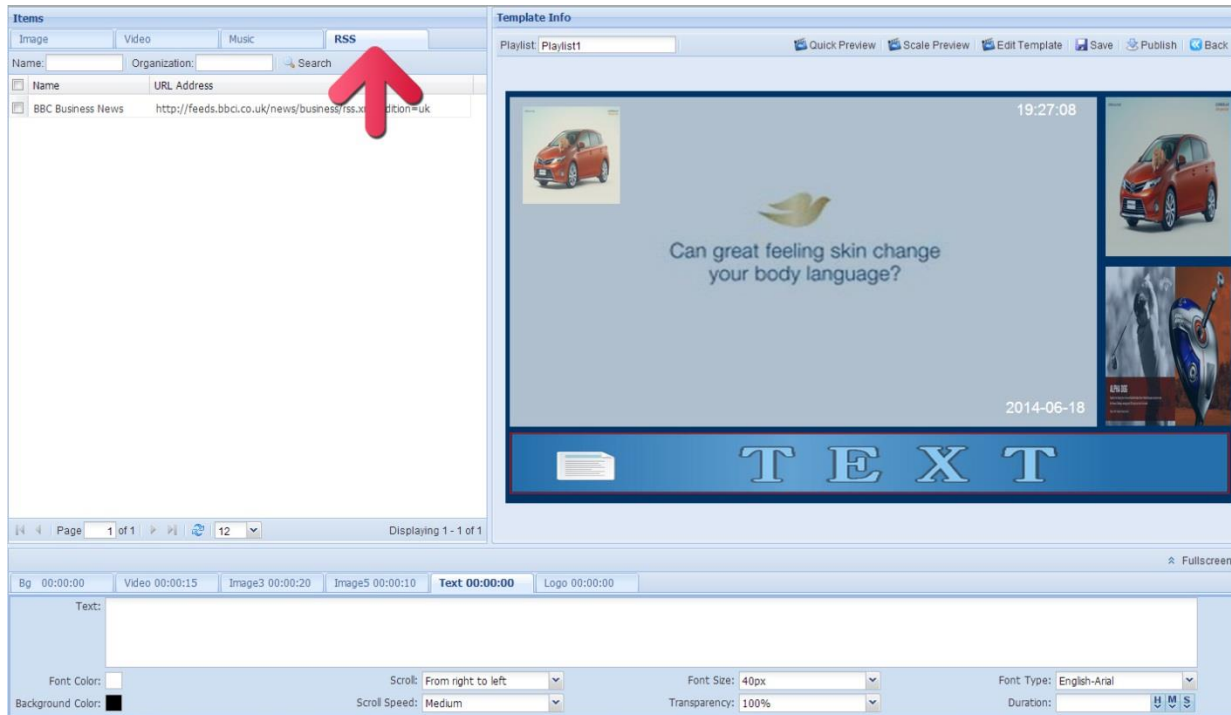 Items
Image Video Music RSS
Name: Organization: Search
Name URL Address
BBC Business News http://feeds.bbci.co.uk/news/business/rss.x dition=uk
Page 1 of 1 12 Displaying 1 - 1 of 1
Template Info
Playlist: Playlist1 Quick Preview Scale Preview Edit Template Save Publish Back
19:27:08
Can great feeling skin change
your body language?
2014-06-18
ALPHA DOG
TEXT
Fullscreen
Bg 00:00:00 Video 00:00:15 Image3 00:00:20 Image5 00:00:10 Text 00:00:00 Logo 00:00:00
Text:
Font Color: Scroll: From right to left Font Size: 40px Font Type: English-Arial
Background Color: Scroll Speed: Medium Transparency: 100% Duration: H M S